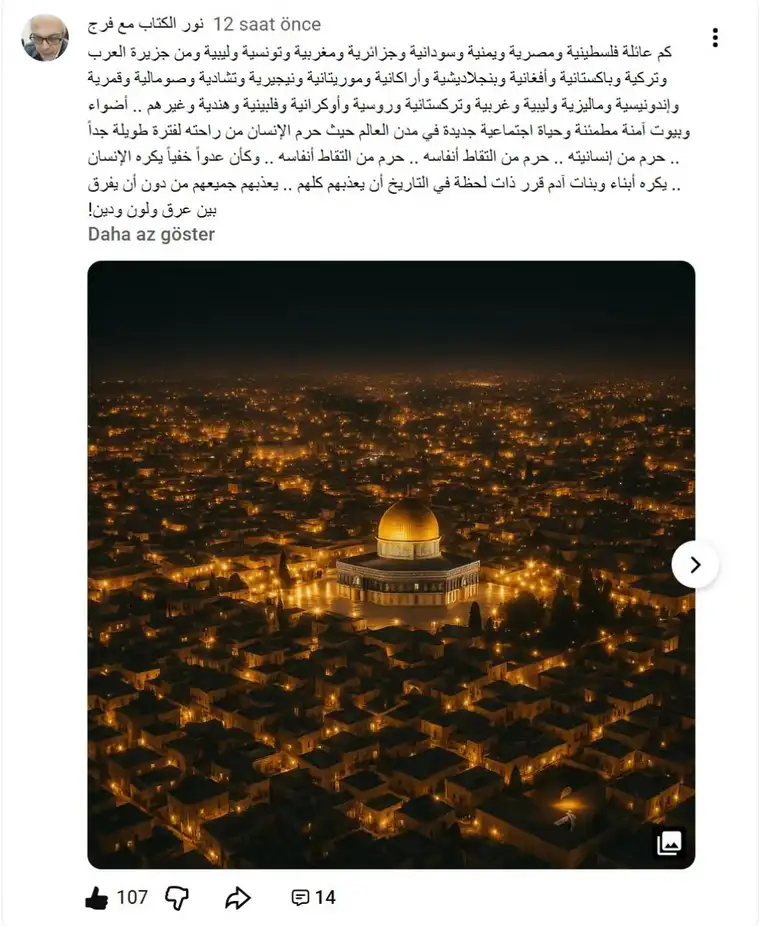 نور الكتاب مع فرج 12 saat önce
كم عائلة فلسطينية ومصرية ويمنية وسودانية وجزائرية ومغربية وتونسية وليبية ومن جزيرة العرب
وتركية وباكستانية وأفغانية وبنجلاديشية وأراكانية وموريتانية ونيجيرية وتشادية وصومالية وقمرية
وإندونيسية وماليزية وليبية وغربية وتركستانية وروسية وأوكرانية وفلبينية وهندية وغيرهم .. أضواء
وبيوت آمنة مطمئنة وحياة اجتماعية جديدة في مدن العالم حيث حرم الإنسان من راحته لفترة طويلة جداً
.. حرم من إنسانيته .. حرم من التقاط أنفاسه .. حرم من التقاط أنفاسه .. وكأن عدواً خفياً يكره الإنسان
.. يكره أبناء وبنات آدم قرر ذات لحظة في التاريخ أن يعذبهم كلهم .. يعذبهم جميعهم من دون أن يفرق
بين عرق ولون ودين!
Daha az göster
107 14